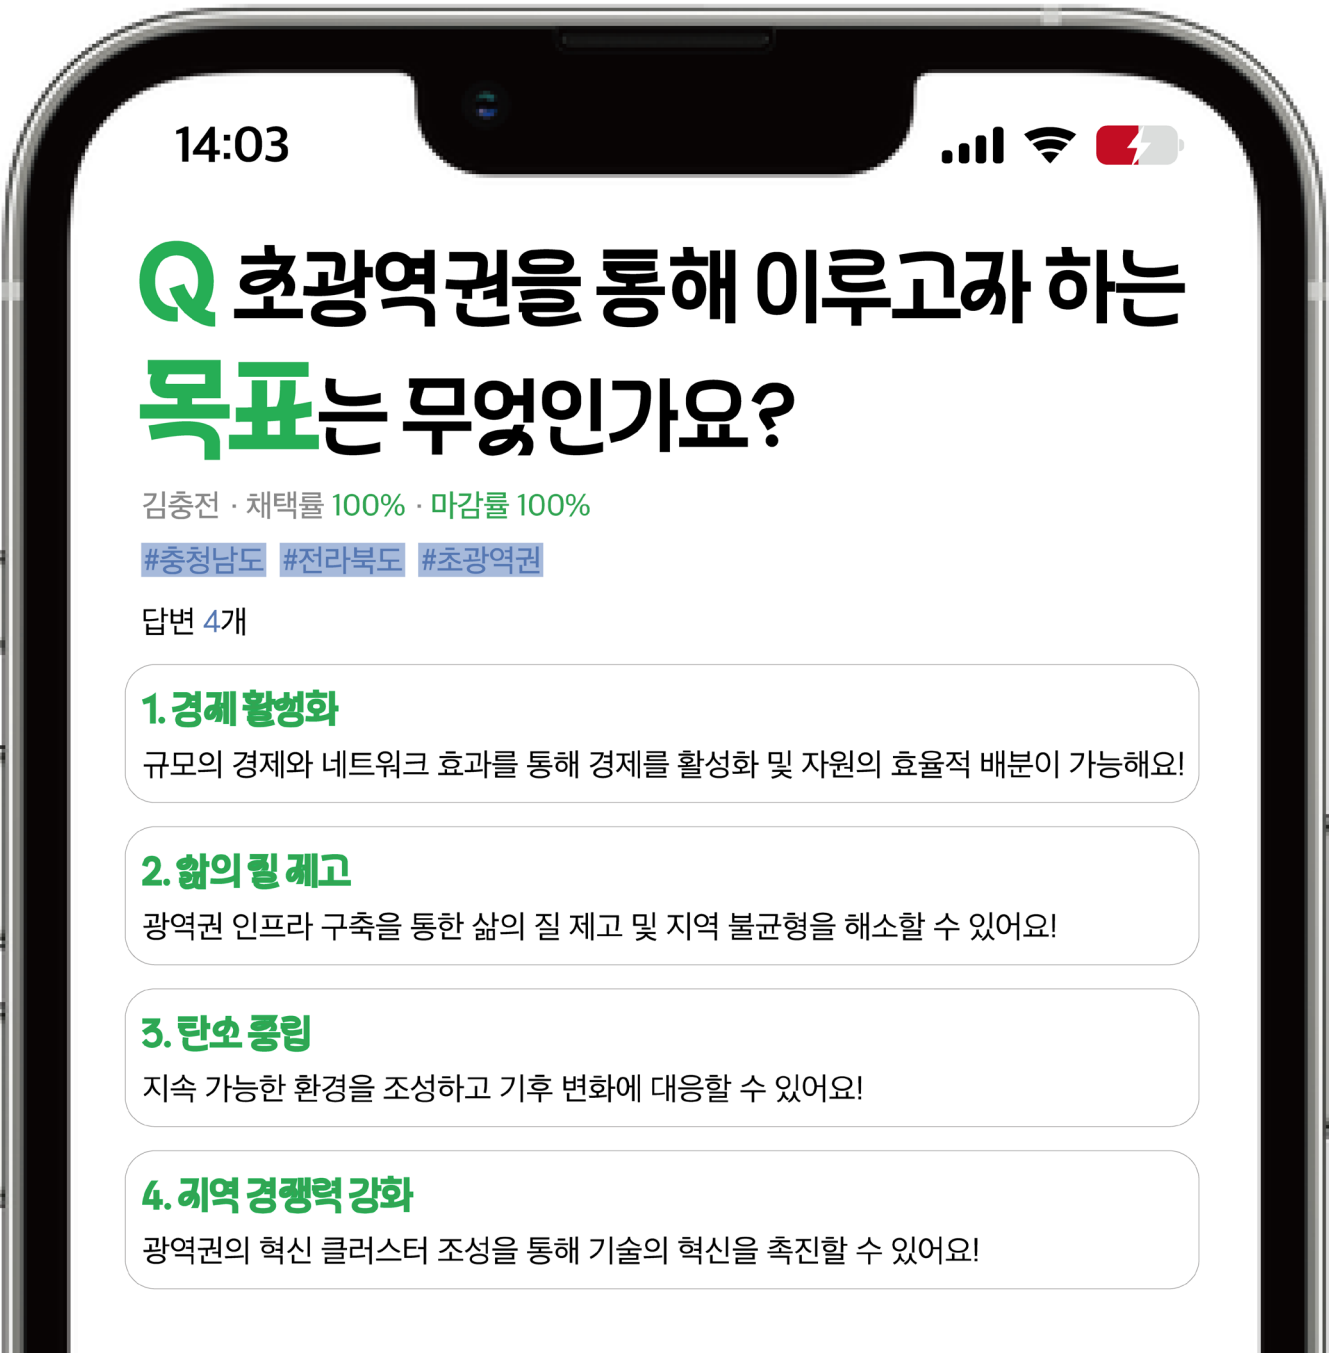 14:03
Q 초광역권을 통해 이루고자 하는
목표는 무엇인가요?
김충전 · 채택률 100% · 마감률 100%
#충청남도 #전라북도 #초광역권
답변 4개
1. 경제 활성화
규모의 경제와 네트워크 효과를 통해 경제를 활성화 및 자원의 효율적 배분이 가능해요!
2. 삶의 질 제고
광역권 인프라 구축을 통한 삶의 질 제고 및 지역 불균형을 해소할 수 있어요!
3. 탄소 중립
지속 가능한 환경을 조성하고 기후 변화에 대응할 수 있어요!
4. 지역 경쟁력 강화
광역권의 혁신 클러스터 조성을 통해 기술의 혁신을 촉진할 수 있어요!